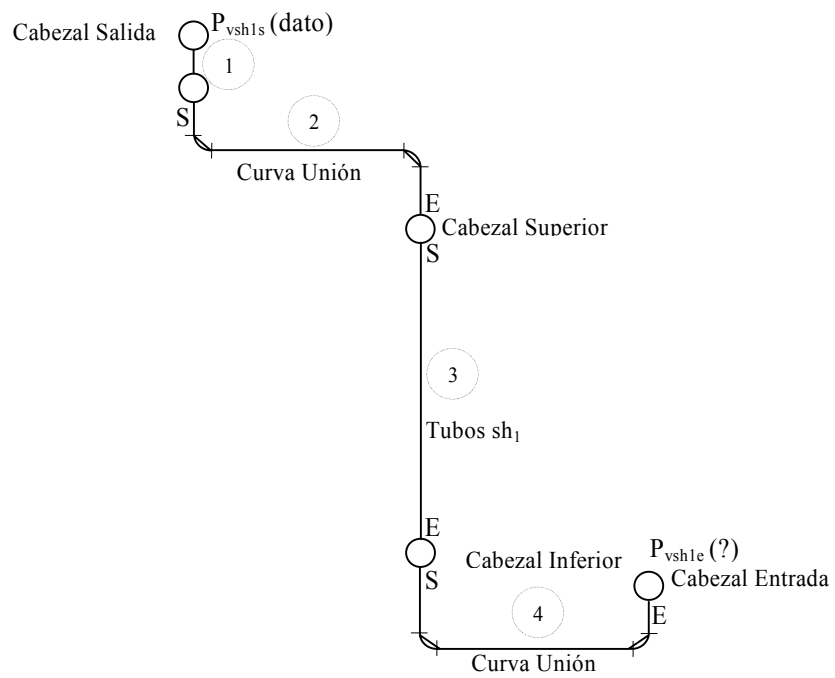 P_vsh1s (dato)
Cabezal Salida
1
S
2
Curva Unión
E
Cabezal Superior
S
3
Tubos sh₁
E
P_vsh1e (?)
Cabezal Inferior
S
Cabezal Entrada
4
E
Curva Unión